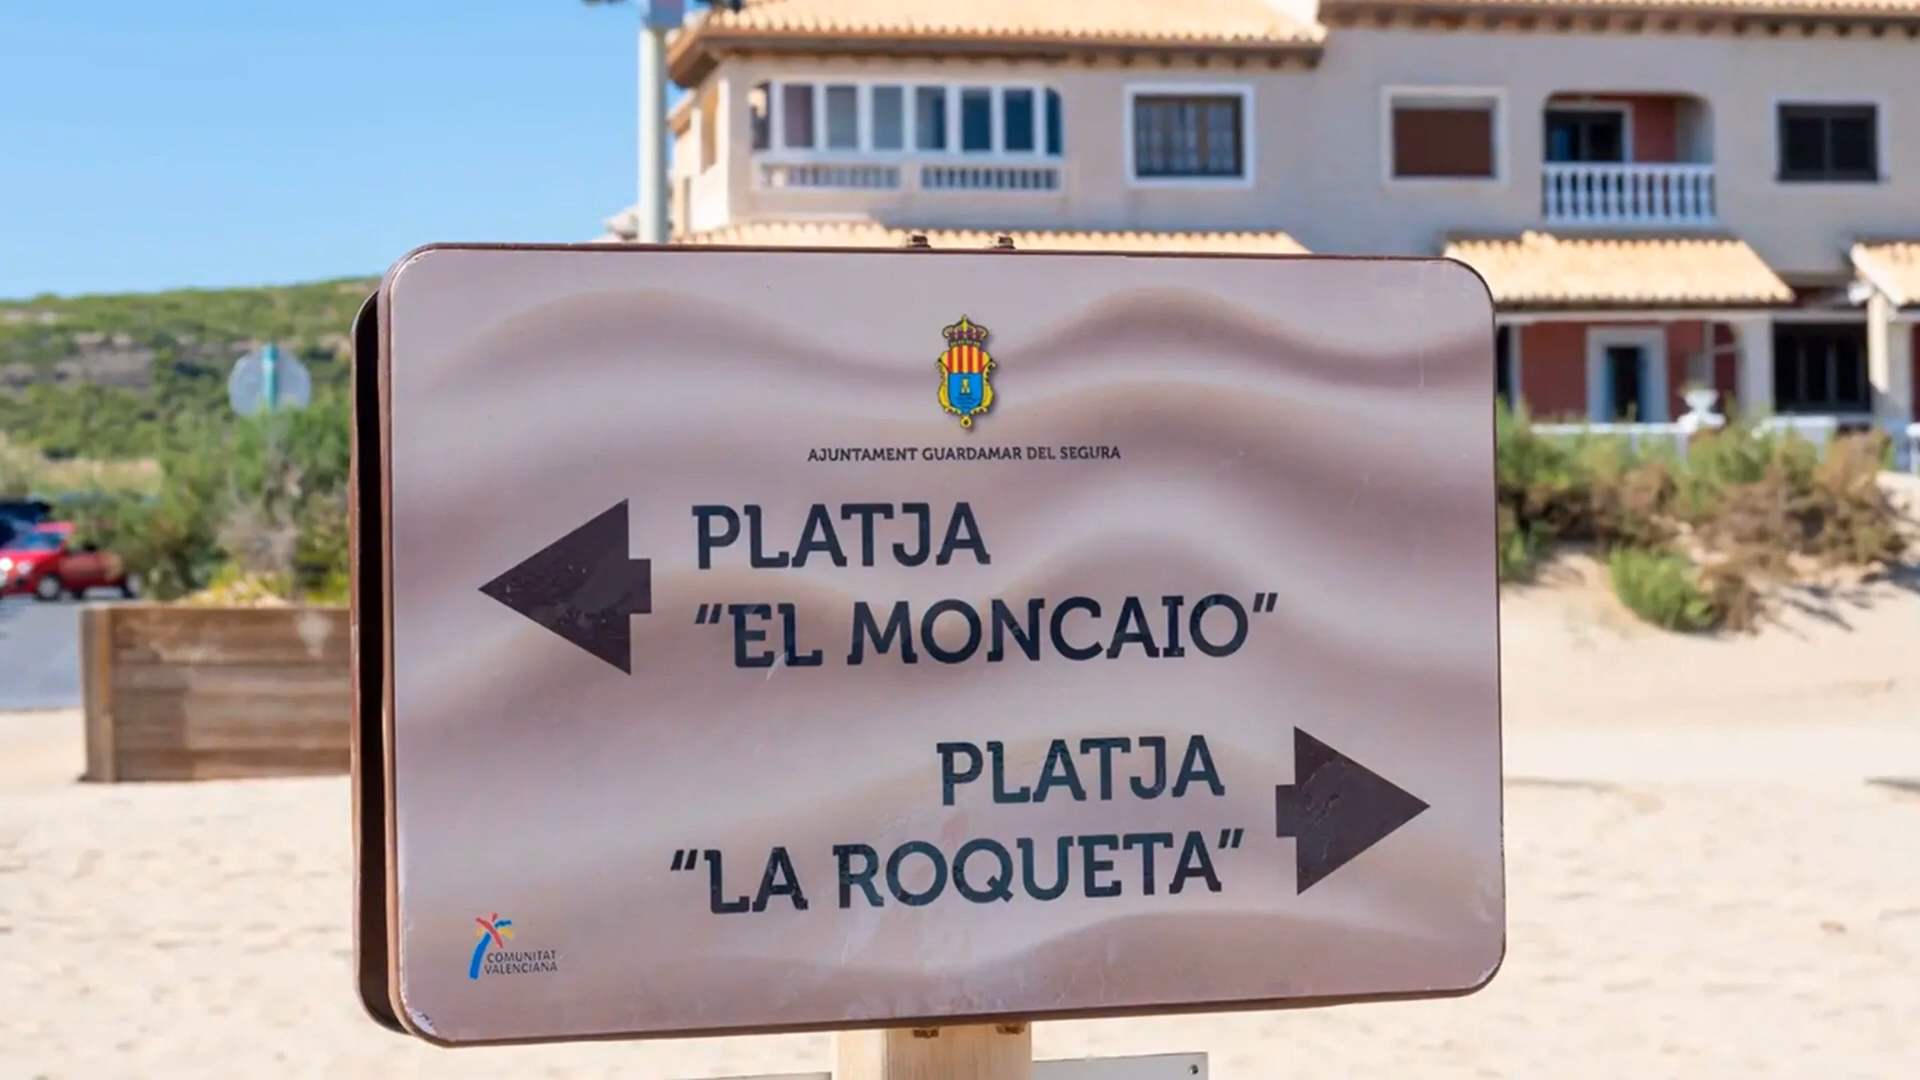 AJUNTAMENT GUARDAMAR DEL SEGURA
PLATJA
“EL MONCAIO”
PLATJA
“LA ROQUETA”
COMUNITAT
VALENCIANA